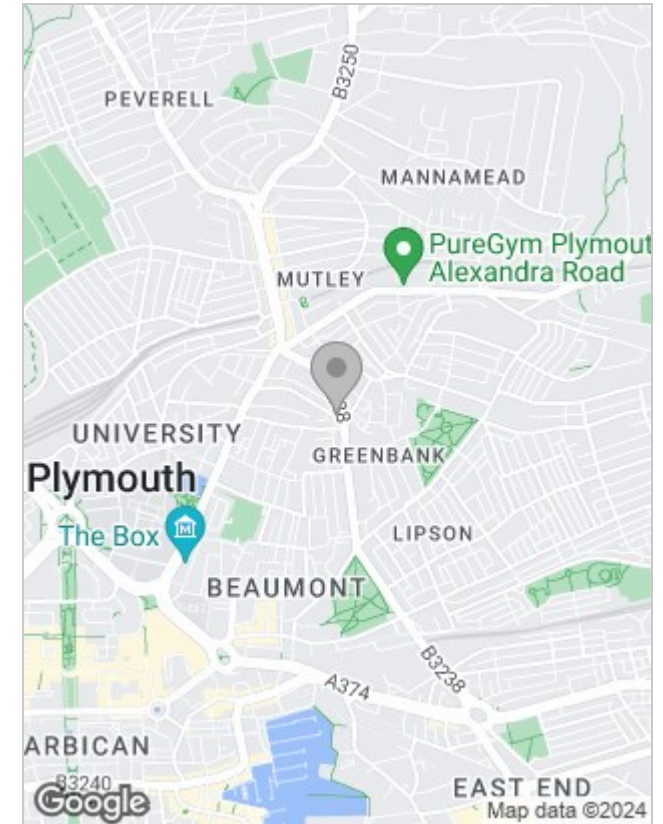 B3250
PEVERELL
MANNAMEAD
PureGym Plymout
Alexandra Road
MUTLEY
UNIVERSITY
GREENBANK
Plymouth
The Box
LIPSON
BEAUMONT
B3238
A374
ARBICAN
B3240
EAST END
Google
Map data ©2024